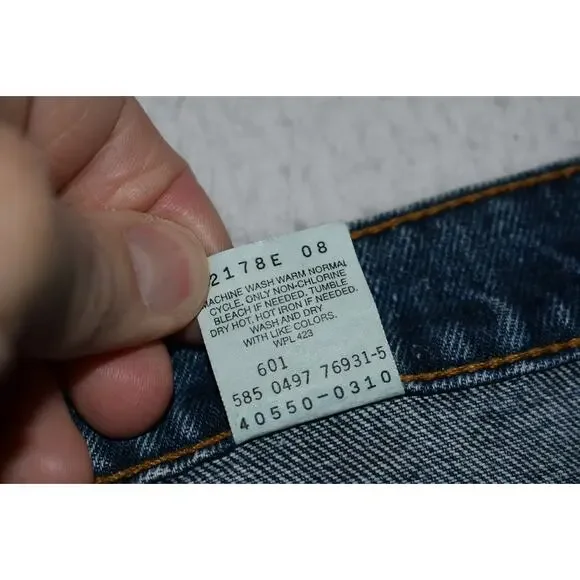 2178E 08
MACHINE WASH WARM NORMAL
CYCLE, ONLY NON-CHLORINE
BLEACH IF NEEDED, TUMBLE
DRY HOT, HOT IRON IF NEEDED.
WASH AND DRY
WITH LIKE COLORS.
WPL 423
601
585 0497 76931-5
40550-0310